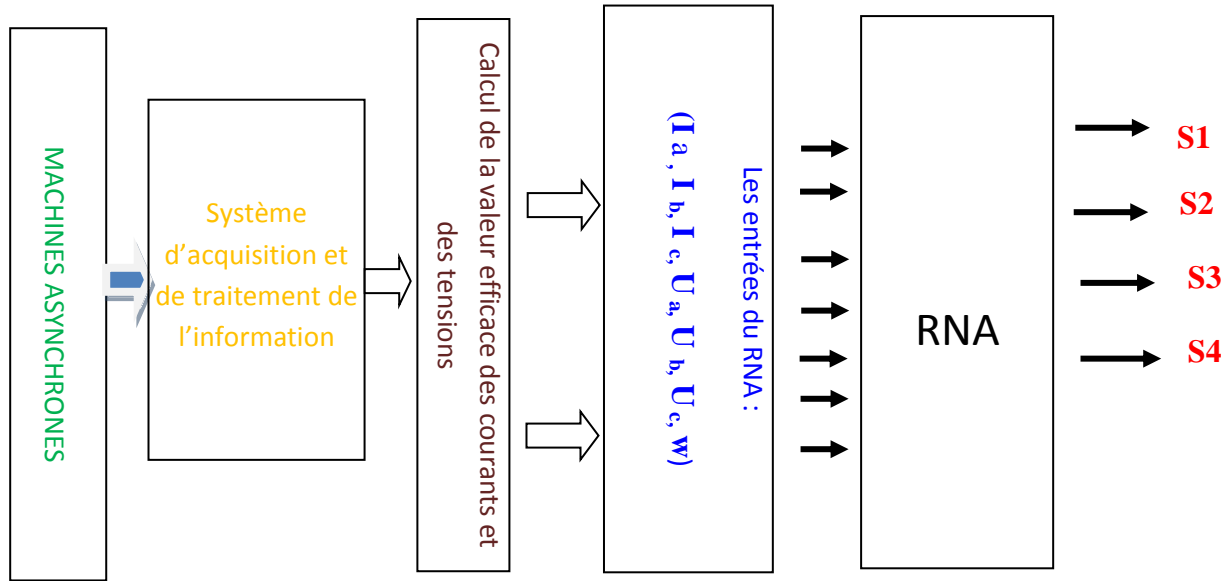 MACHINES ASYNCHRONES
Système
d’acquisition et
de traitement de
l’information
Calcul de la valeur efficace des courants et
des tensions
Les entrées du RNA :
(I a , I b, I c, U a, U b, U c, W)
RNA
S1
S2
S3
S4